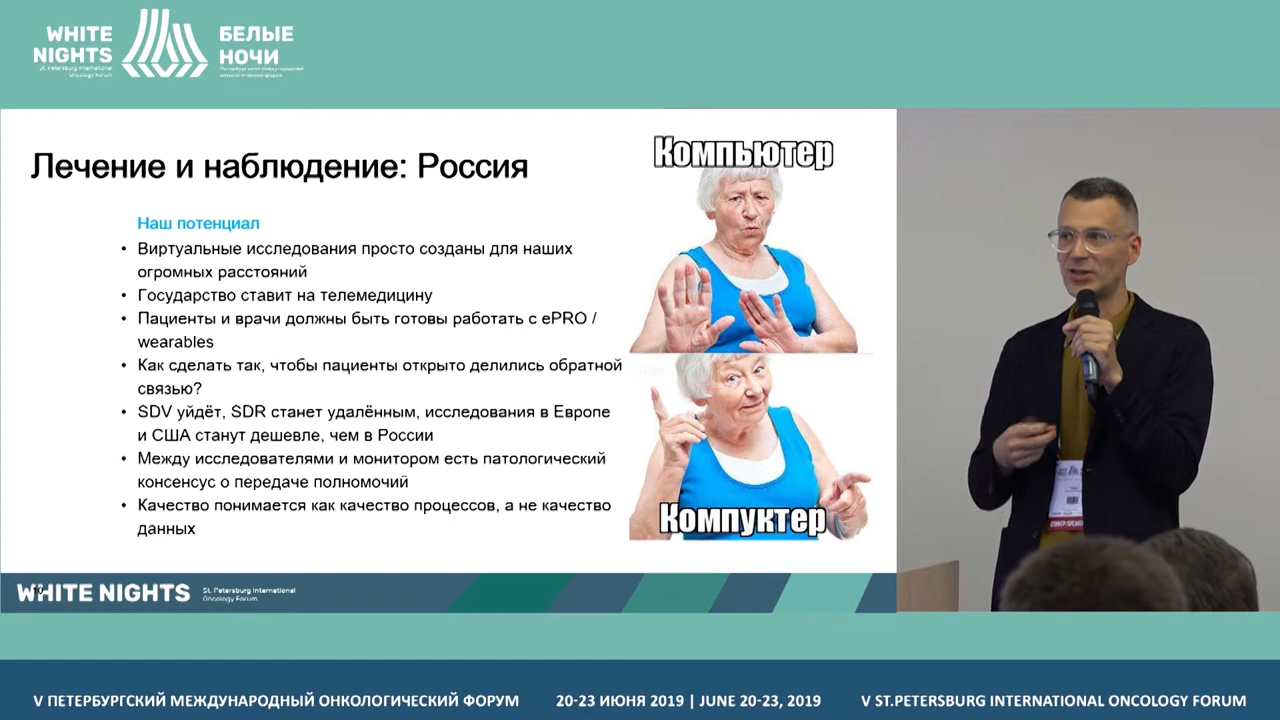 WHITE
NIGHTS
St. Petersburg International
Oncology Forum
БЕЛЫЕ
НОЧИ
Петербургский международный
онкологический форум
Лечение и наблюдение: Россия
Наш потенциал
• Виртуальные исследования просто созданы для наших
огромных расстояний
• Государство ставит на телемедицину
• Пациенты и врачи должны быть готовы работать с ePRO /
wearables
• Как сделать так, чтобы пациенты открыто делились обратной
связью?
• SDV уйдёт, SDR станет удалённым, исследования в Европе
и США станут дешевле, чем в России
• Между исследователями и монитором есть патологический
консенсус о передаче полномочий
• Качество понимается как качество процессов, а не качество
данных
Компьютер
Компуктер
WHITE NIGHTS
St. Petersburg International
Oncology Forum
СПИКЕР/SPEAKER
V ПЕТЕРБУРГСКИЙ МЕЖДУНАРОДНЫЙ ОНКОЛОГИЧЕСКИЙ ФОРУМ
20-23 ИЮНЯ 2019 | JUNE 20-23, 2019
V ST.PETERSBURG INTERNATIONAL ONCOLOGY FORUM